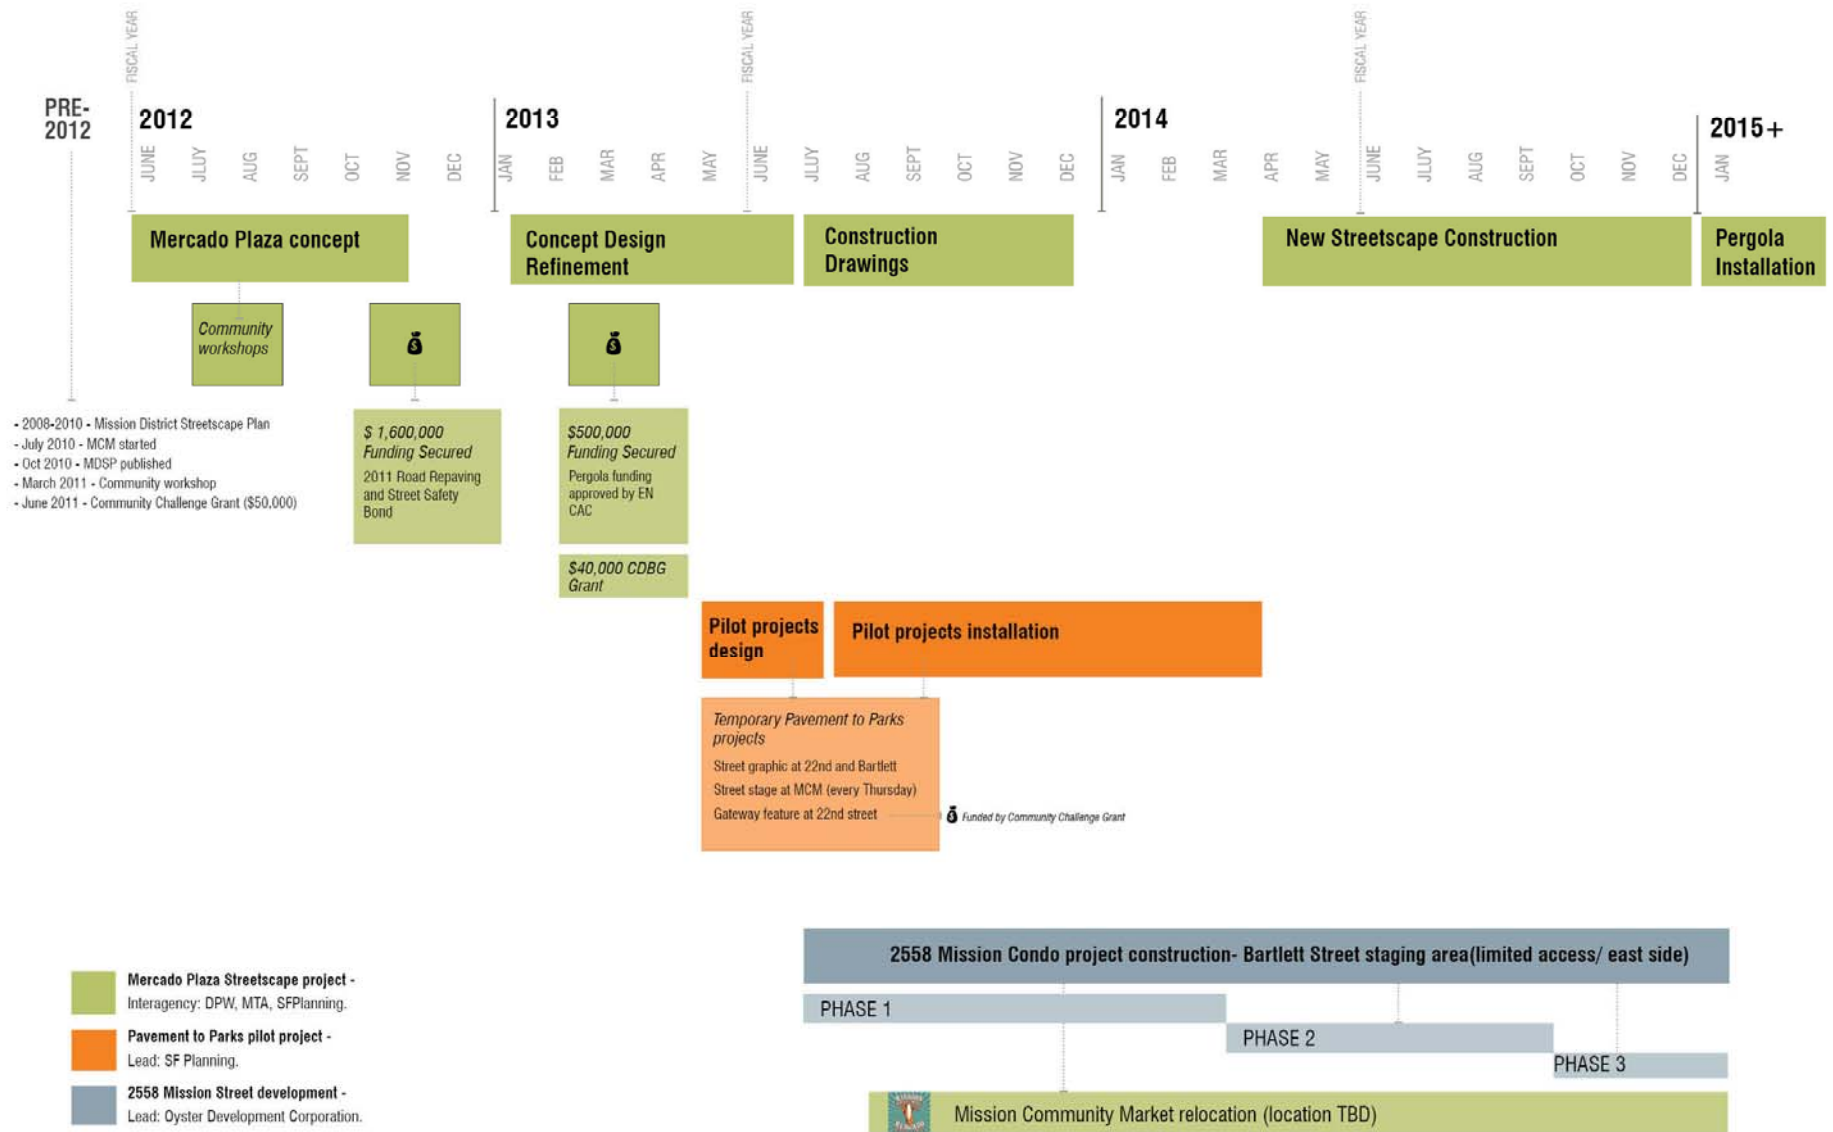 FISCAL YEAR
FISCAL YEAR
FISCAL YEAR
PRE-
2012
2012
2013
2014
2015+
JUNE
JLUY
AUG
SEPT
OCT
NOV
DEC
JAN
FEB
MAR
APR
MAY
JUNE
JLUY
AUG
SEPT
OCT
NOV
DEC
JAN
FEB
MAR
APR
MAY
JUNE
JLUY
AUG
SEPT
OCT
NOV
DEC
JAN
Mercado Plaza concept
Concept Design
Refinement
Construction
Drawings
New Streetscape Construction
Pergola
Installation
Community
workshops
$
$
- 2008-2010 - Mission District Streetscape Plan
- July 2010 - MCM started
- Oct 2010 - MDSP published
- March 2011 - Community workshop
- June 2011 - Community Challenge Grant ($50,000)
$ 1,600,000
Funding Secured
2011 Road Repaving
and Street Safety
Bond
$500,000
Funding Secured
Pergola funding
approved by EN
CAC
$40,000 CDBG
Grant
Pilot projects
design
Pilot projects installation
Temporary Pavement to Parks
projects
Street graphic at 22nd and Bartlett
Street stage at MCM (every Thursday)
Gateway feature at 22nd street
$ Funded by Community Challenge Grant
2558 Mission Condo project construction- Bartlett Street staging area(limited access/ east side)
PHASE 1
PHASE 2
PHASE 3
Mission Community Market relocation (location TBD)
Mercado Plaza Streetscape project -
Interagency: DPW, MTA, SFPlanning.
Pavement to Parks pilot project -
Lead: SF Planning.
2558 Mission Street development -
Lead: Oyster Development Corporation.